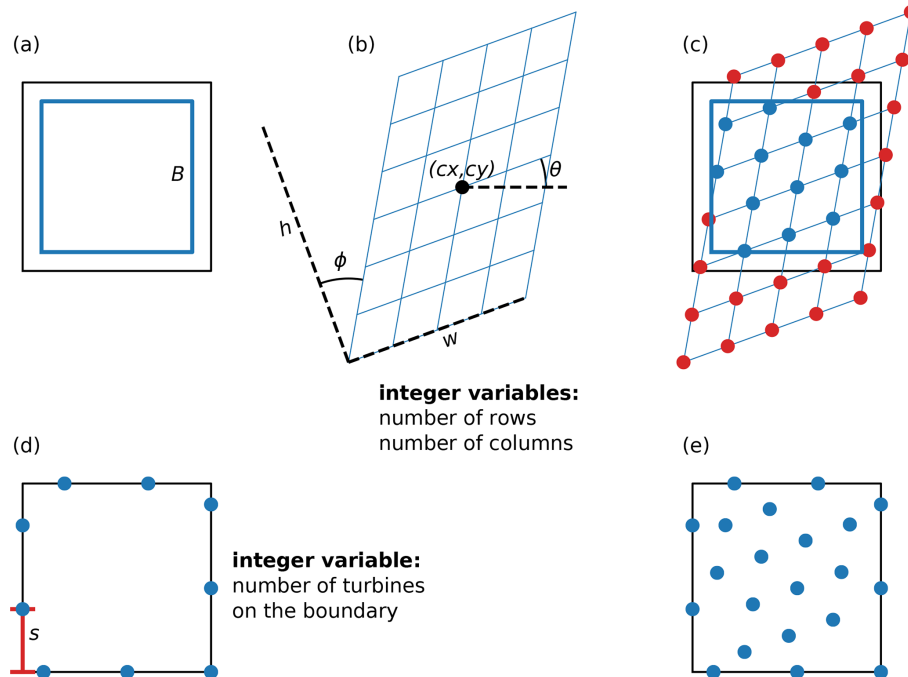 (a)
(b)
(c)
B
(cx,cy)
θ
h
ϕ
w
integer variables:
number of rows
number of columns
(d)
(e)
integer variable:
number of turbines
on the boundary
s